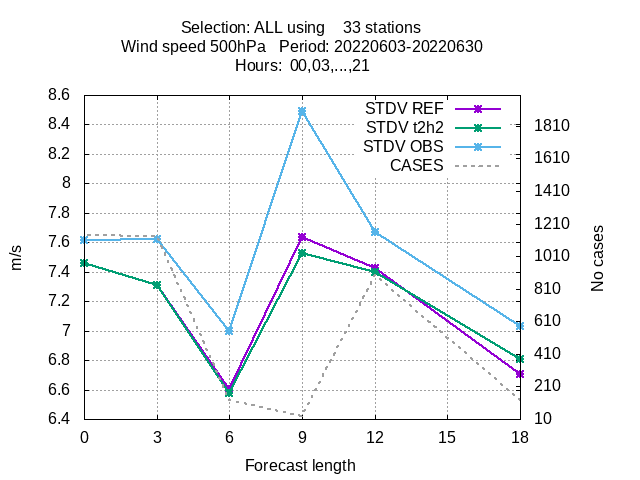 Selection: ALL using    33 stations
Wind speed 500hPa   Period: 20220603-20220630
Hours:  00,03,...,21
8.6
8.4
8.2
8
7.8
7.6
7.4
7.2
7
6.8
6.6
6.4
m/s
STDV REF
STDV t2h2
STDV OBS
CASES
1810
1610
1410
1210
1010
810
610
410
210
10
No cases
0 3 6 9 12 15 18
Forecast length